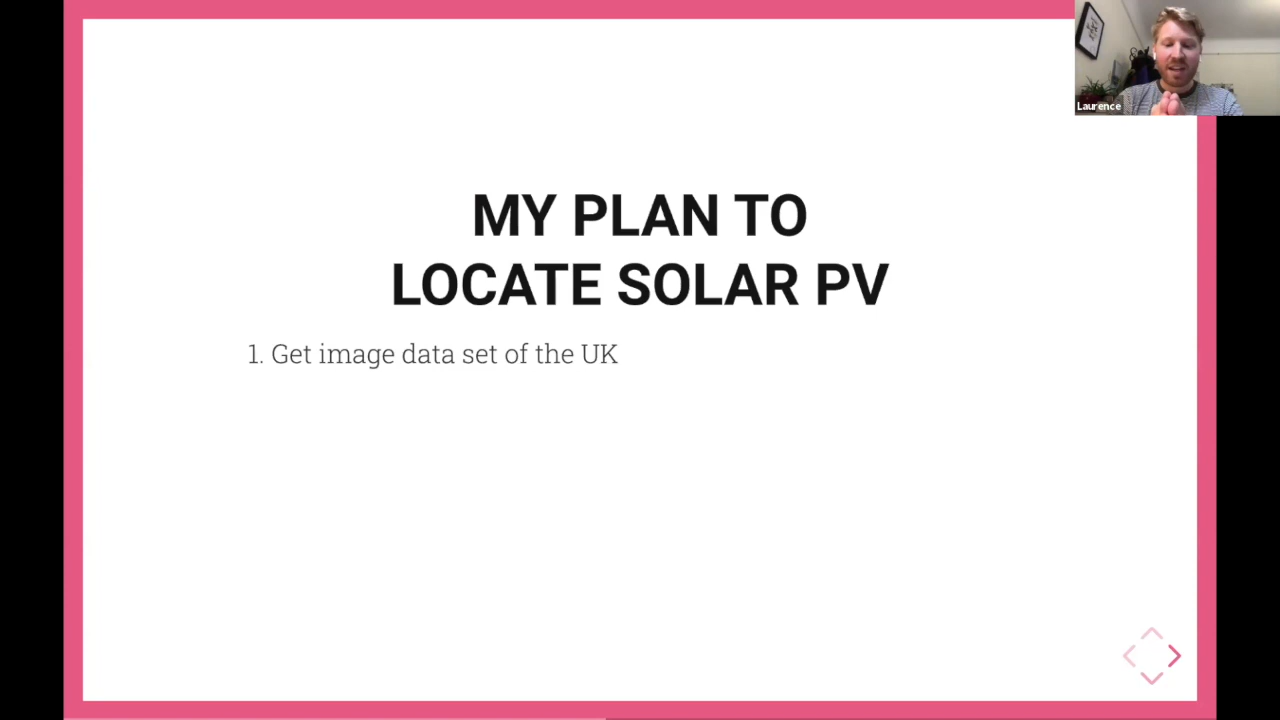 Laurence
MY PLAN TO
LOCATE SOLAR PV
1. Get image data set of the UK